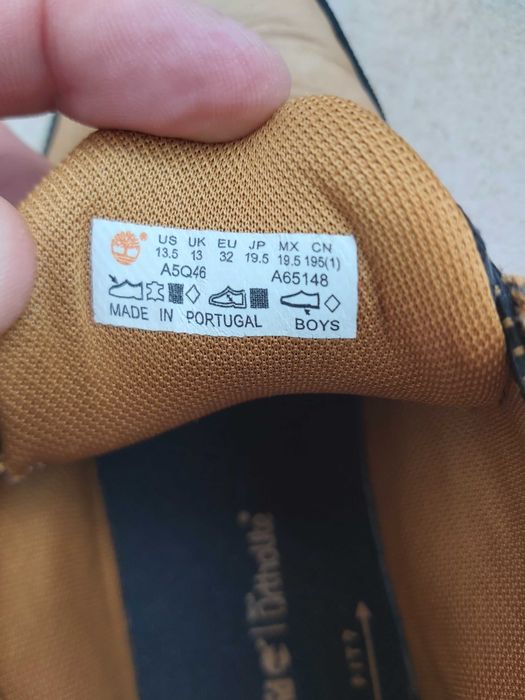 ® US UK EU JP MX CN
13.5 13 32 19.5 19.5 195(1)
A5Q46 A65148
MADE IN PORTUGAL BOYS
Ortholite